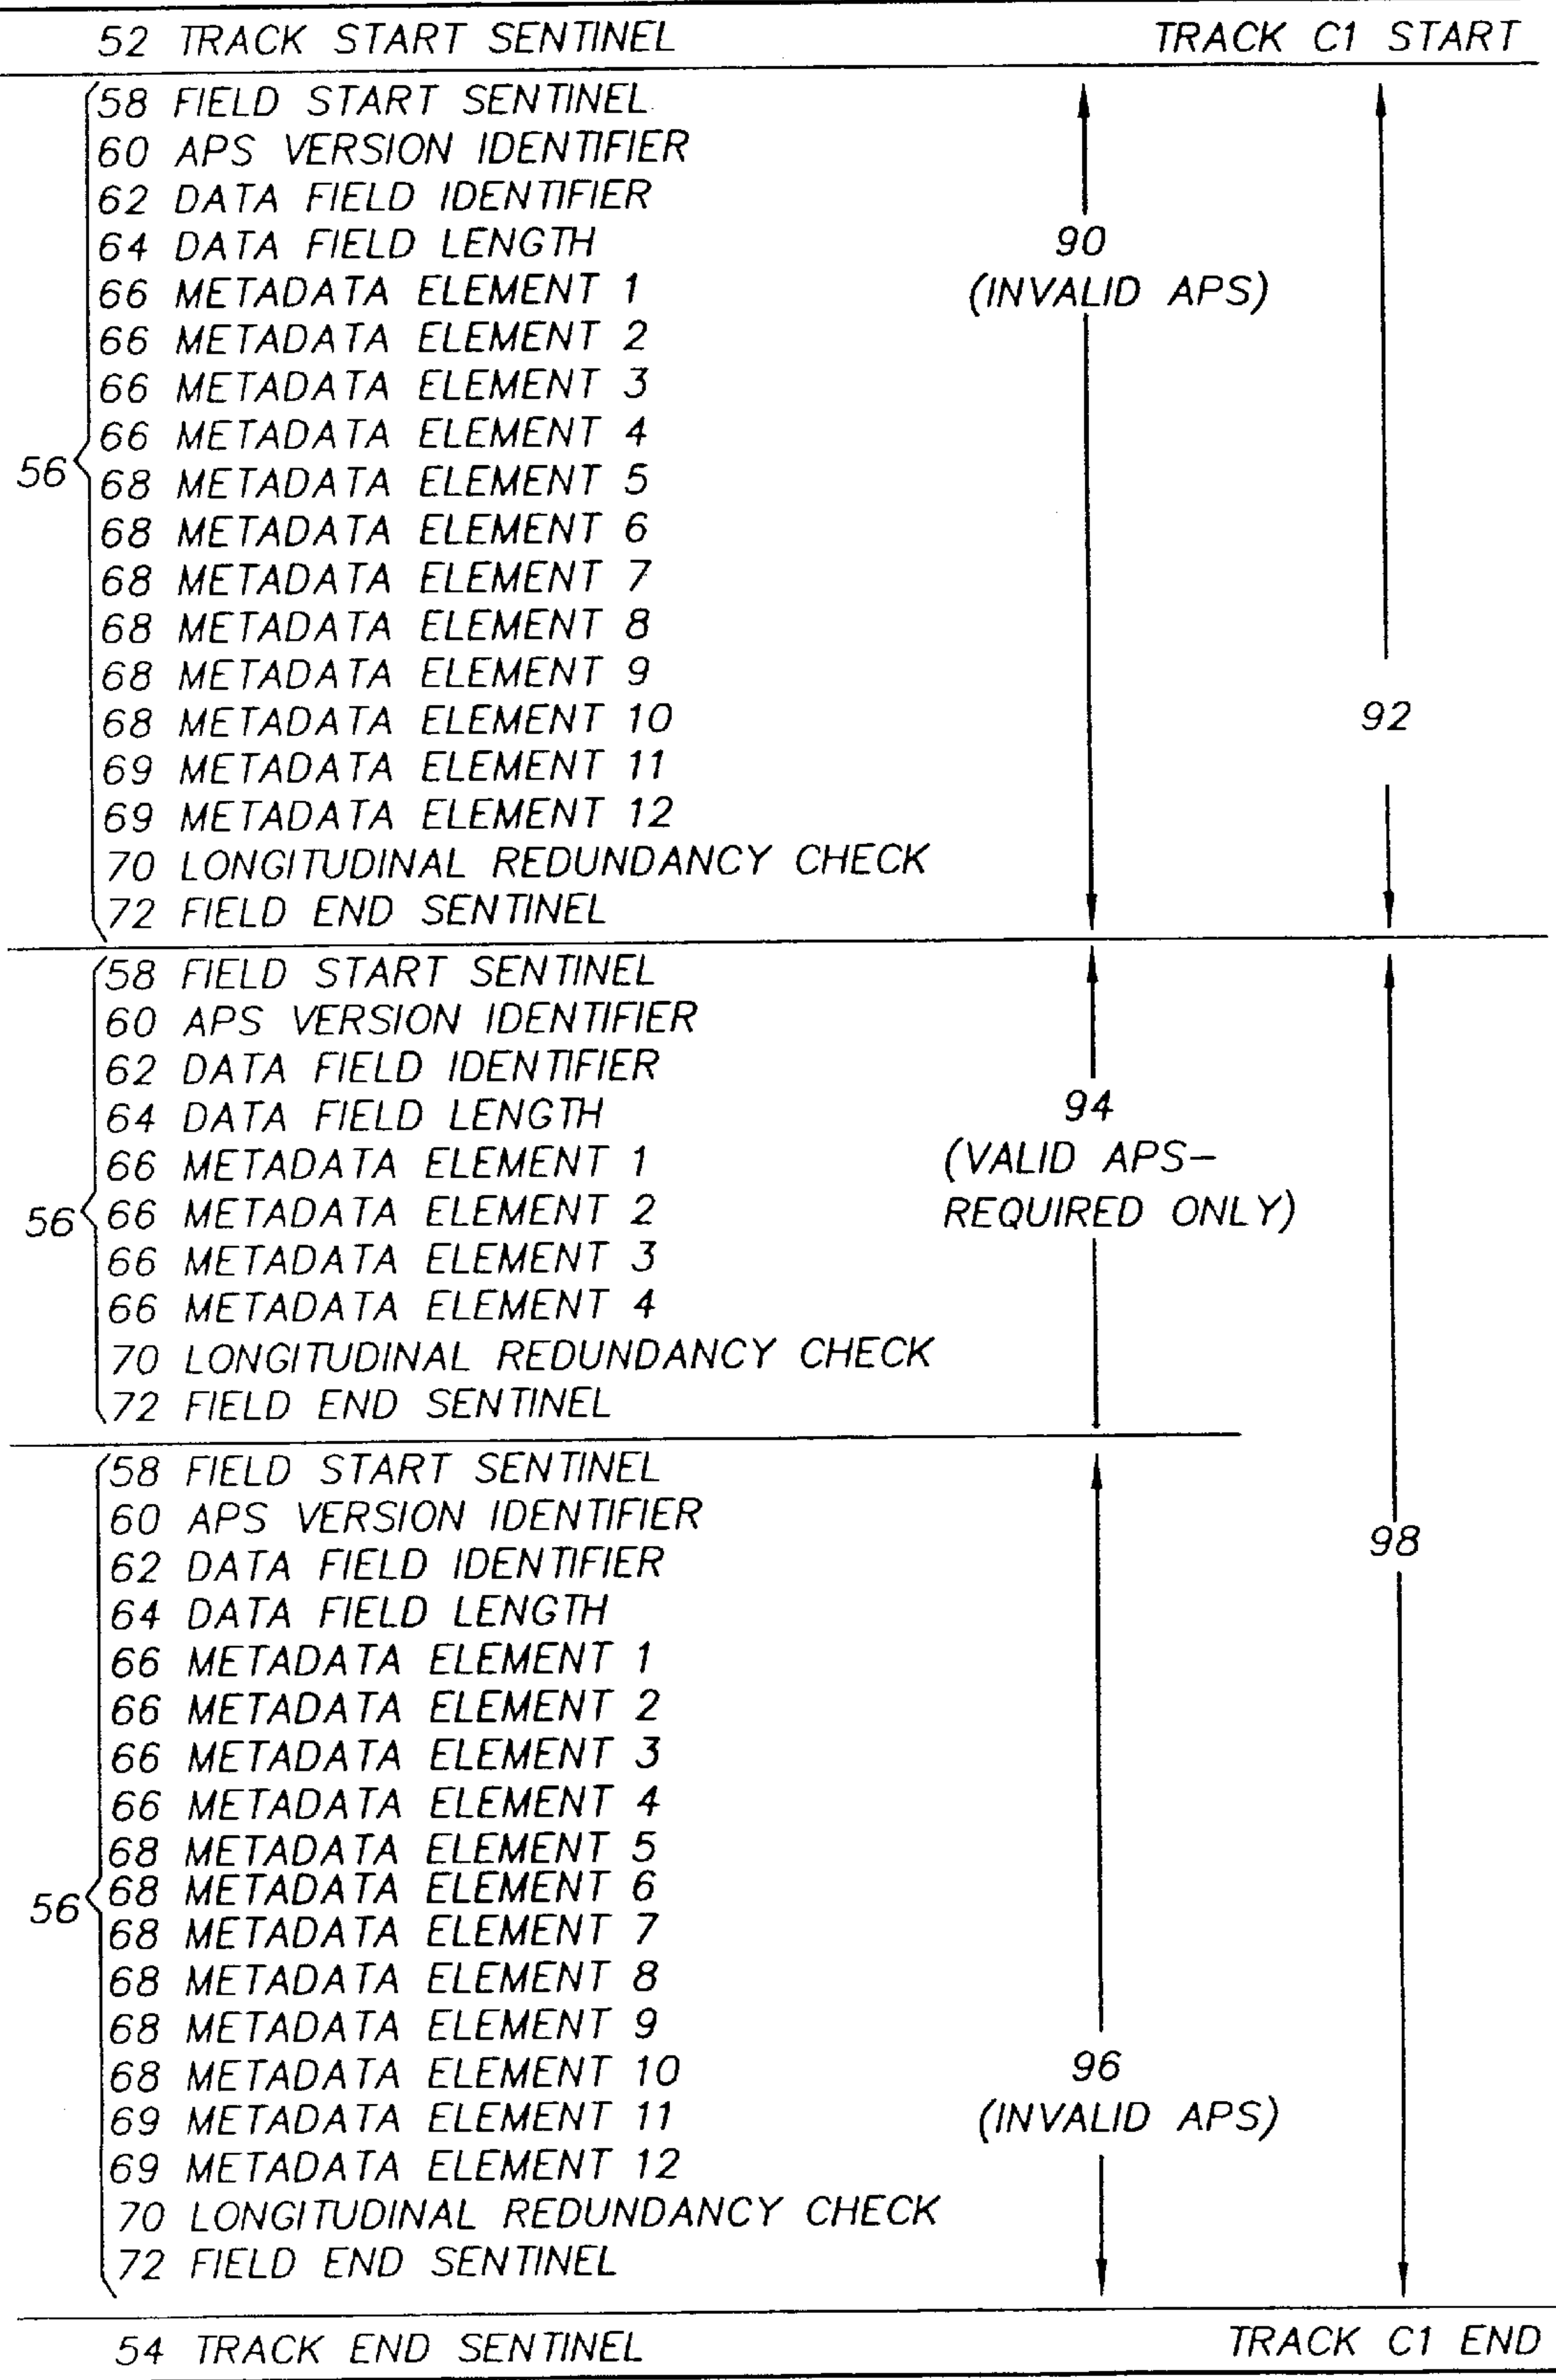 52 TRACK START SENTINEL TRACK C1 START
58 FIELD START SENTINEL
60 APS VERSION IDENTIFIER
62 DATA FIELD IDENTIFIER
64 DATA FIELD LENGTH 90
66 METADATA ELEMENT 1 (INVALID APS)
66 METADATA ELEMENT 2
66 METADATA ELEMENT 3
66 METADATA ELEMENT 4
56
68 METADATA ELEMENT 5
68 METADATA ELEMENT 6
68 METADATA ELEMENT 7
68 METADATA ELEMENT 8
68 METADATA ELEMENT 9
68 METADATA ELEMENT 10 92
69 METADATA ELEMENT 11
69 METADATA ELEMENT 12
70 LONGITUDINAL REDUNDANCY CHECK
72 FIELD END SENTINEL
58 FIELD START SENTINEL
60 APS VERSION IDENTIFIER
62 DATA FIELD IDENTIFIER
64 DATA FIELD LENGTH 94
66 METADATA ELEMENT 1 (VALID APS-
56 66 METADATA ELEMENT 2 REQUIRED ONLY)
66 METADATA ELEMENT 3
66 METADATA ELEMENT 4
70 LONGITUDINAL REDUNDANCY CHECK
72 FIELD END SENTINEL
58 FIELD START SENTINEL
60 APS VERSION IDENTIFIER
98
62 DATA FIELD IDENTIFIER
64 DATA FIELD LENGTH
66 METADATA ELEMENT 1
66 METADATA ELEMENT 2
66 METADATA ELEMENT 3
66 METADATA ELEMENT 4
68 METADATA ELEMENT 5
68 METADATA ELEMENT 6
56
68 METADATA ELEMENT 7
68 METADATA ELEMENT 8
68 METADATA ELEMENT 9
68 METADATA ELEMENT 10 96
69 METADATA ELEMENT 11 (INVALID APS)
69 METADATA ELEMENT 12
70 LONGITUDINAL REDUNDANCY CHECK
72 FIELD END SENTINEL
54 TRACK END SENTINEL TRACK C1 END